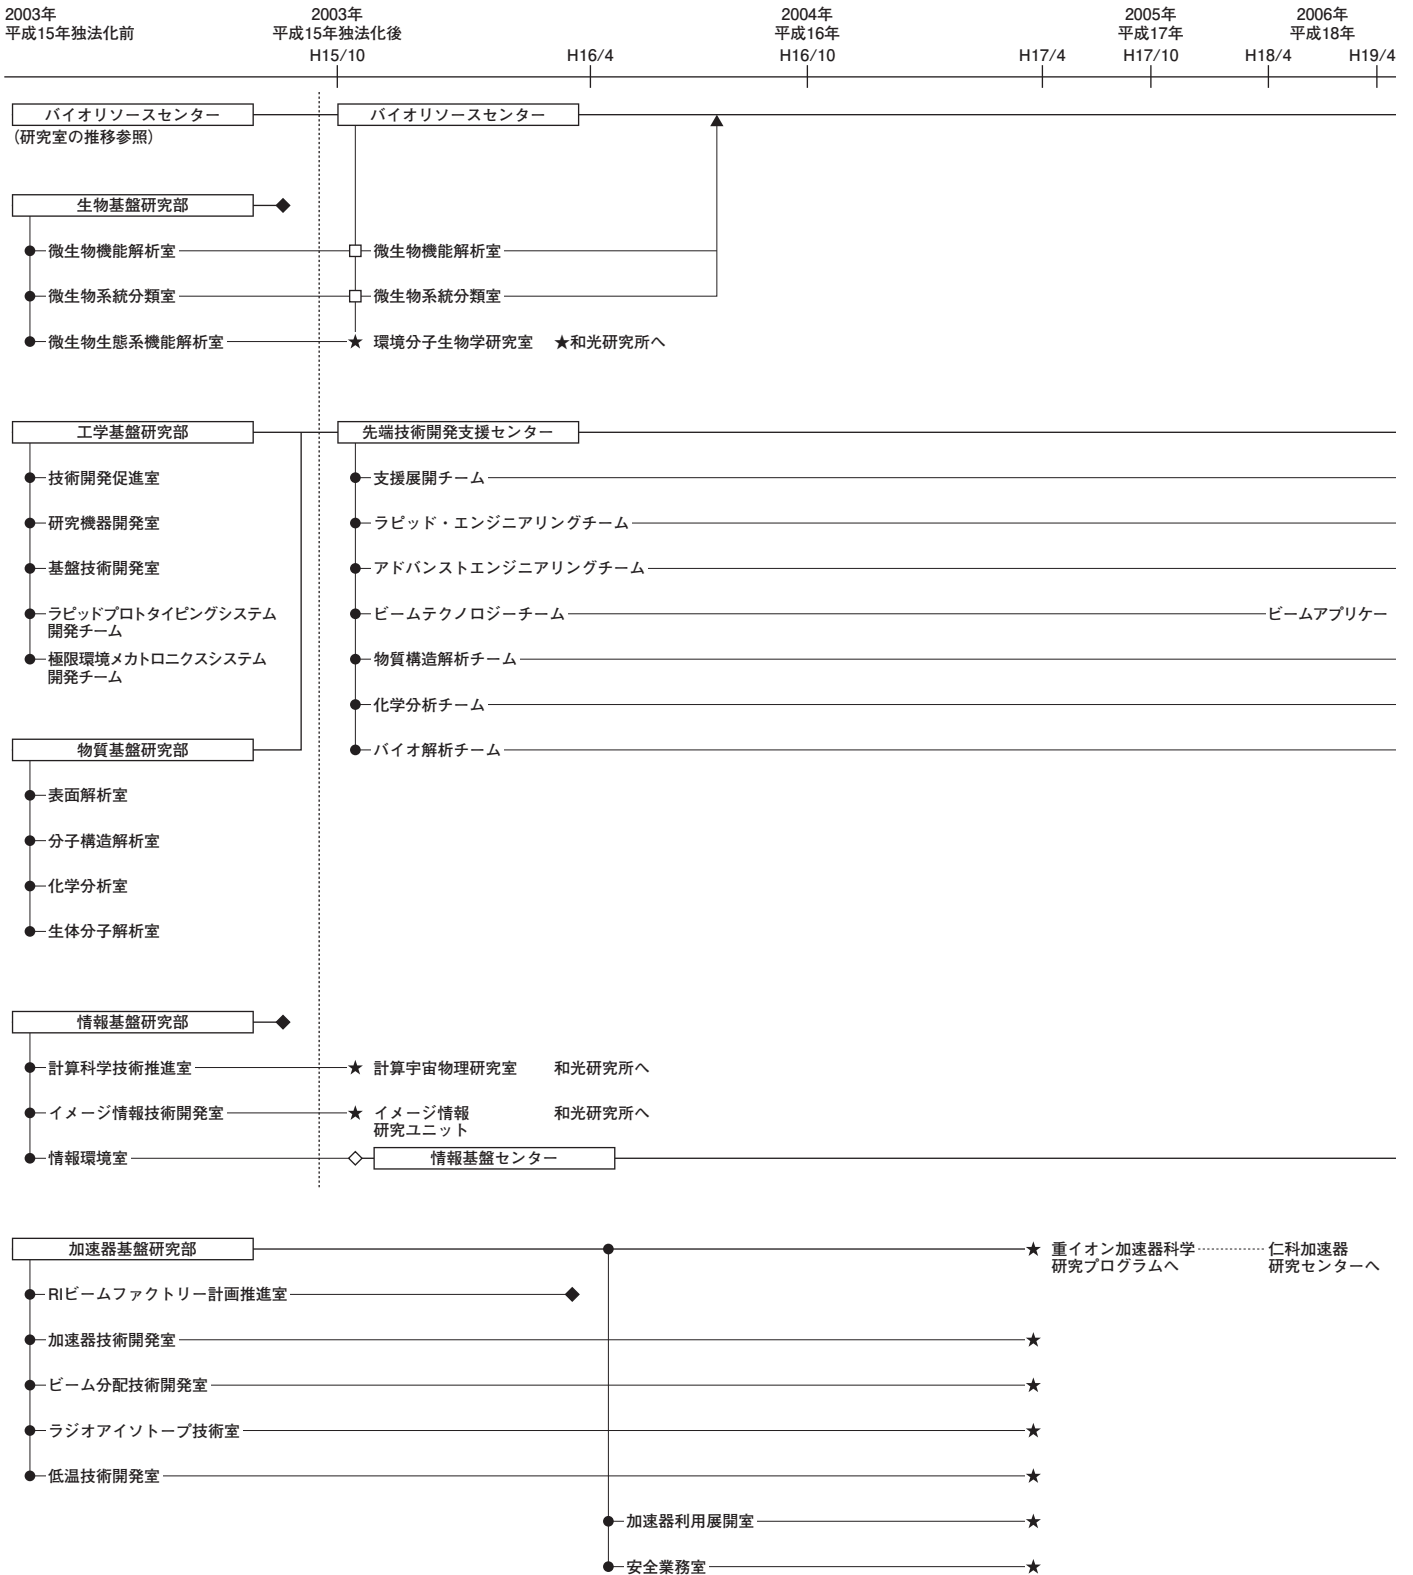 2003年
平成15年独法化前
2003年
平成15年独法化後
2004年
平成16年
2005年
平成17年
2006年
平成18年
H15/10
H16/4
H16/10
H17/4
H17/10
H18/4
H19/4
バイオリソースセンター
バイオリソースセンター
(研究室の推移参照)
生物基盤研究部
微生物機能解析室
微生物機能解析室
微生物系統分類室
微生物系統分類室
微生物生態系機能解析室
★ 環境分子生物学研究室 ★和光研究所へ
工学基盤研究部
先端技術開発支援センター
技術開発促進室
支援展開チーム
研究機器開発室
ラピッド・エンジニアリングチーム
基盤技術開発室
アドバンストエンジニアリングチーム
ラピッドプロトタイピングシステム
開発チーム
ビームテクノロジーチーム
ビームアプリケー
極限環境メカトロニクスシステム
開発チーム
物質構造解析チーム
化学分析チーム
物質基盤研究部
バイオ解析チーム
表面解析室
分子構造解析室
化学分析室
生体分子解析室
情報基盤研究部
計算科学技術推進室
★ 計算宇宙物理研究室 和光研究所へ
イメージ情報技術開発室
★ イメージ情報
研究ユニット
和光研究所へ
情報環境室
情報基盤センター
加速器基盤研究部
★ 重イオン加速器科学
研究プログラムへ
仁科加速器
研究センターへ
RIビームファクトリー計画推進室
加速器技術開発室 ★
ビーム分配技術開発室 ★
ラジオアイソトープ技術室 ★
低温技術開発室 ★
加速器利用展開室 ★
安全業務室 ★